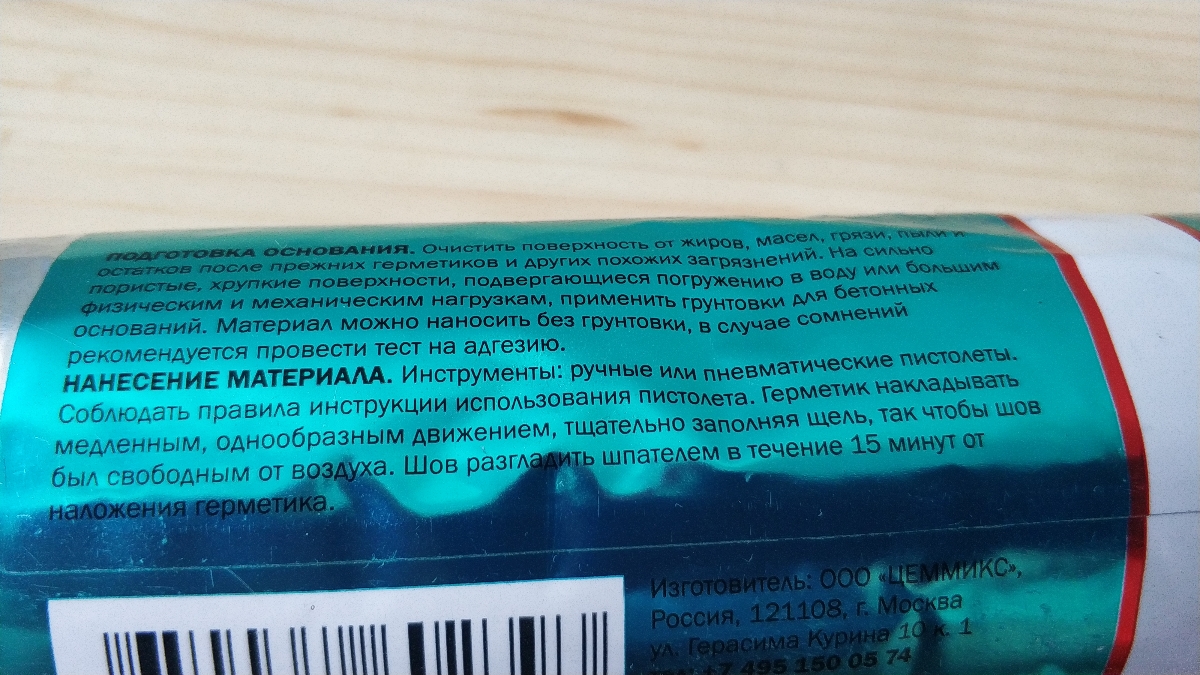 ПОДГОТОВКА ОСНОВАНИЯ. Очистить поверхность от жиров, масел, грязи, пыли и
остатков после прежних герметиков и других похожих загрязнений. На сильно
пористые, хрупкие поверхности, подвергающиеся погружению в воду или большим
физическим и механическим нагрузкам, применить грунтовки для бетонных
оснований. Материал можно наносить без грунтовки, в случае сомнений
рекомендуется провести тест на адгезию.
НАНЕСЕНИЕ МАТЕРИАЛА. Инструменты: ручные или пневматические пистолеты.
Соблюдать правила инструкции использования пистолета. Герметик накладывать
медленным, однообразным движением, тщательно заполняя щель, так чтобы шов
был свободным от воздуха. Шов разгладить шпателем в течение 15 минут от
наложения герметика.
Изготовитель: ООО «ЦЕММИКС»,
Россия, 121108, г. Москва
ул. Герасима Курина 10 к. 1
+7 495 150 05 74